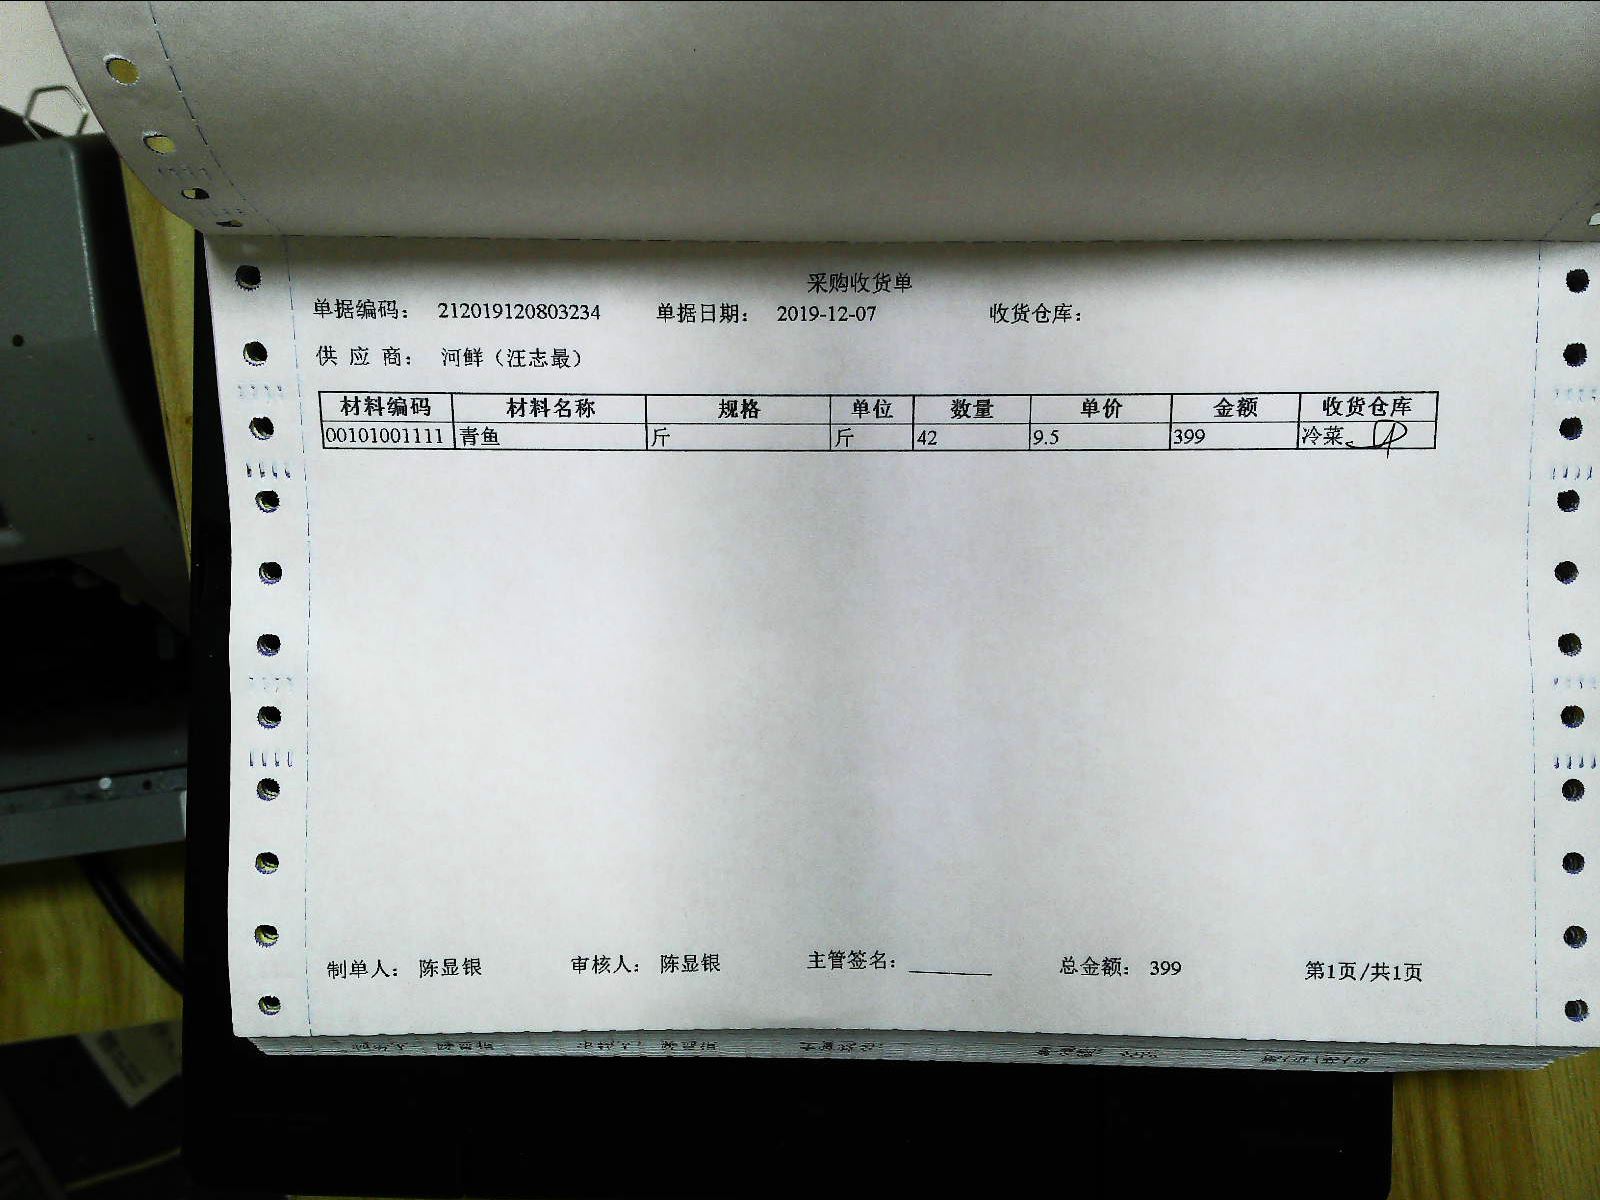 采购收货单
单据编码： 212019120803234 单据日期： 2019-12-07 收货仓库：
供 应 商： 河鲜（汪志最）
材料编码 材料名称 规格 单位 数量 单价 金额 收货仓库
00101001111 青鱼 斤 斤 42 9.5 399 冷菜
制单人： 陈显银 审核人： 陈显银 主管签名： 总金额： 399 第1页/共1页